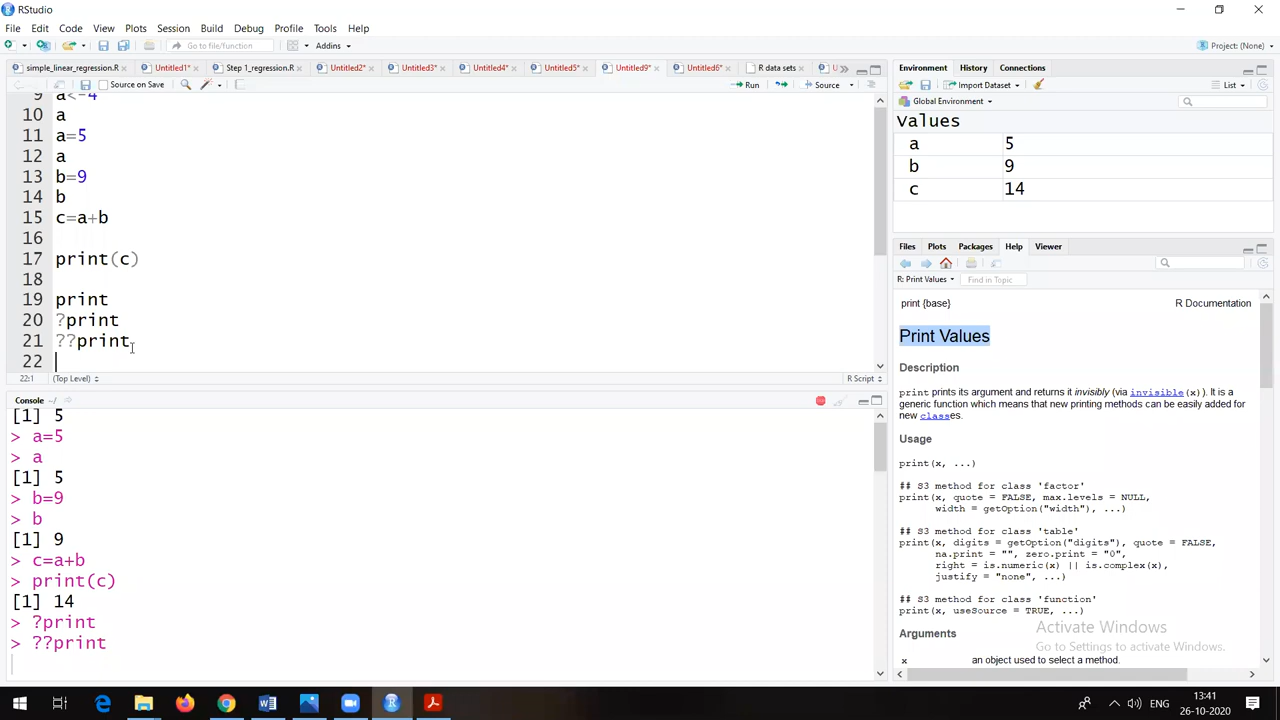 RStudio
File Edit Code View Plots Session Build Debug Profile Tools Help
Go to file/function Addins Project: (None)
simple_linear_regression.R Untitled1* Step 1_regression.R Untitled2* Untitled3* Untitled4* Untitled5* Untitled9* Untitled6* R data sets U
Source on Save Run Source
9 a<-4
10 a
11 a=5
12 a
13 b=9
14 b
15 c=a+b
16
17 print(c)
18
19 print
20 ?print
21 ??print
22
22:1 (Top Level) R Script
Console ~/
[1] 5
> a=5
> a
[1] 5
> b=9
> b
[1] 9
> c=a+b
> print(c)
[1] 14
> ?print
> ??print
Environment History Connections
Import Dataset List
Global Environment
Values
a 5
b 9
c 14
Files Plots Packages Help Viewer
R: Print Values Find in Topic
print {base} R Documentation
Print Values
Description
print prints its argument and returns it invisibly (via invisible(x)). It is a
generic function which means that new printing methods can be easily added for
new classes.
Usage
print(x, ...)
## S3 method for class 'factor'
print(x, quote = FALSE, max.levels = NULL,
width = getOption("width"), ...)
## S3 method for class 'table'
print(x, digits = getOption("digits"), quote = FALSE,
na.print = "", zero.print = "0",
right = is.numeric(x) || is.complex(x),
justify = "none", ...)
## S3 method for class 'function'
print(x, useSource = TRUE, ...)
Arguments
x an object used to select a method.
Activate Windows
Go to Settings to activate Windows.
ENG 13:41
26-10-2020